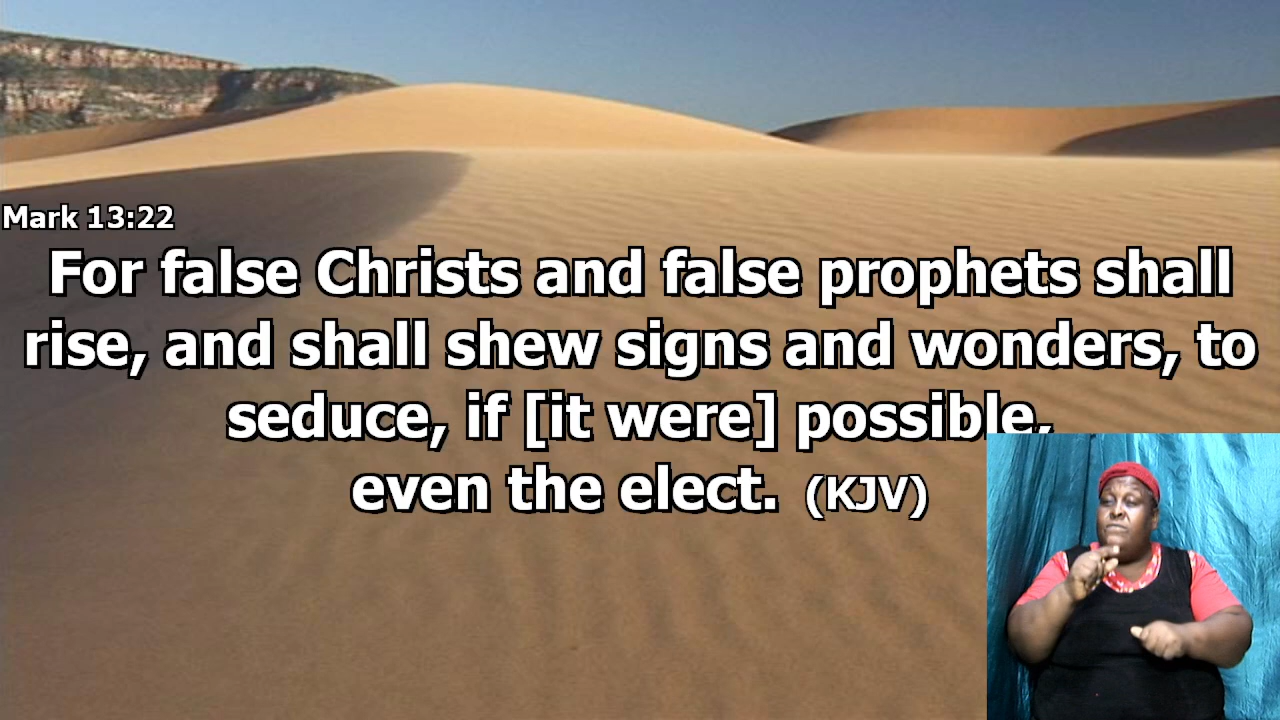 Mark 13:22
For false Christs and false prophets shall
rise, and shall shew signs and wonders, to
seduce, if [it were] possible,
even the elect. (KJV)